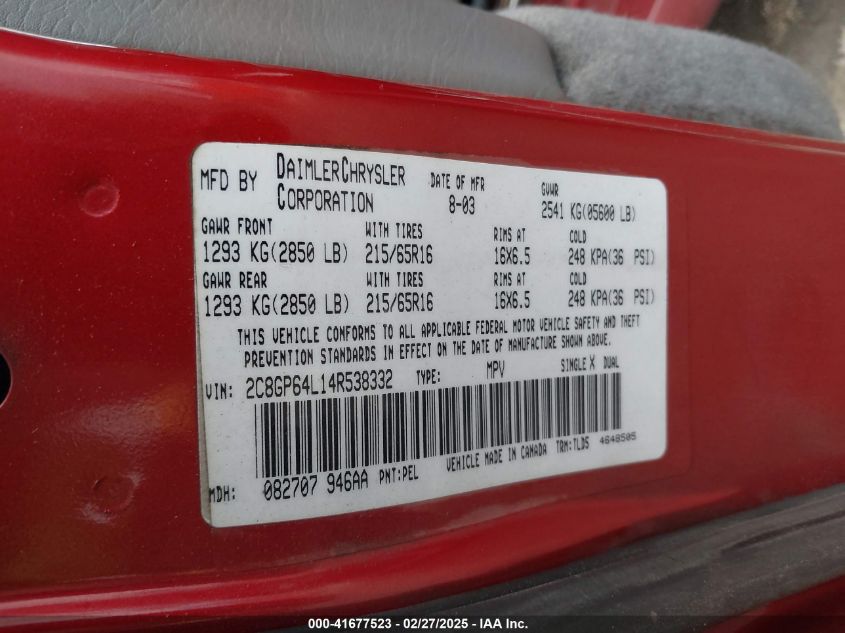 MFD BY DAIMLERCHRYSLER CORPORATION DATE OF MFR 8-03 GVWR 2541 KG(05600 LB)
GAWR FRONT WITH TIRES RIMS AT COLD
1293 KG(2850 LB) 215/65R16 16X6.5 248 KPA(36 PSI)
GAWR REAR WITH TIRES RIMS AT COLD
1293 KG(2850 LB) 215/65R16 16X6.5 248 KPA(36 PSI)
THIS VEHICLE CONFORMS TO ALL APPLICABLE FEDERAL MOTOR VEHICLE SAFETY AND THEFT
PREVENTION STANDARDS IN EFFECT ON THE DATE OF MANUFACTURE SHOWN ABOVE.
VIN: 2C8GP64L14R538332 TYPE: MPV SINGLE X DUAL
MDH: 082707 946AA PNT:PEL VEHICLE MADE IN CANADA TRM:TLDS 4648505
000-41677523 – 02/27/2025 - IAA Inc.